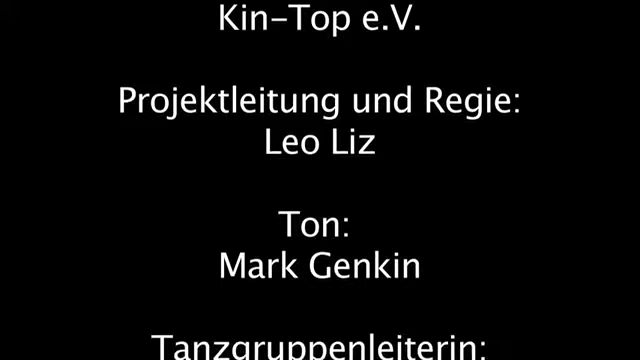 Kin-Top e.V.
Projektleitung und Regie:
Leo Liz
Ton:
Mark Genkin
Tanzgruppenleiterin: